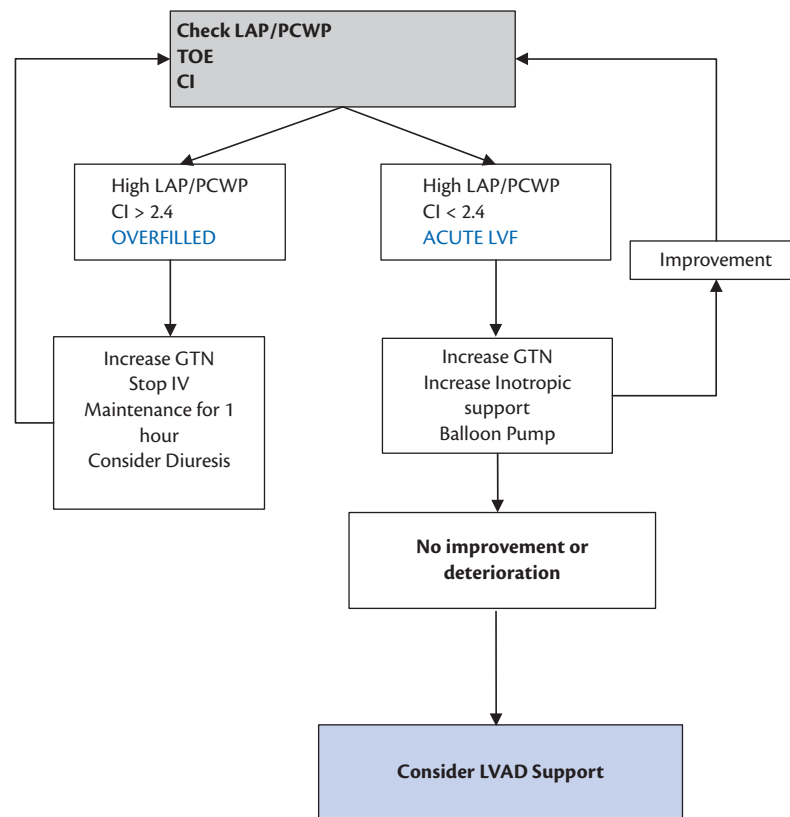 Check LAP/PCWP
TOE
CI
High LAP/PCWP
CI > 2.4
OVERFILLED
High LAP/PCWP
CI < 2.4
ACUTE LVF
Improvement
Increase GTN
Stop IV
Maintenance for 1
hour
Consider Diuresis
Increase GTN
Increase Inotropic
support
Balloon Pump
No improvement or
deterioration
Consider LVAD Support